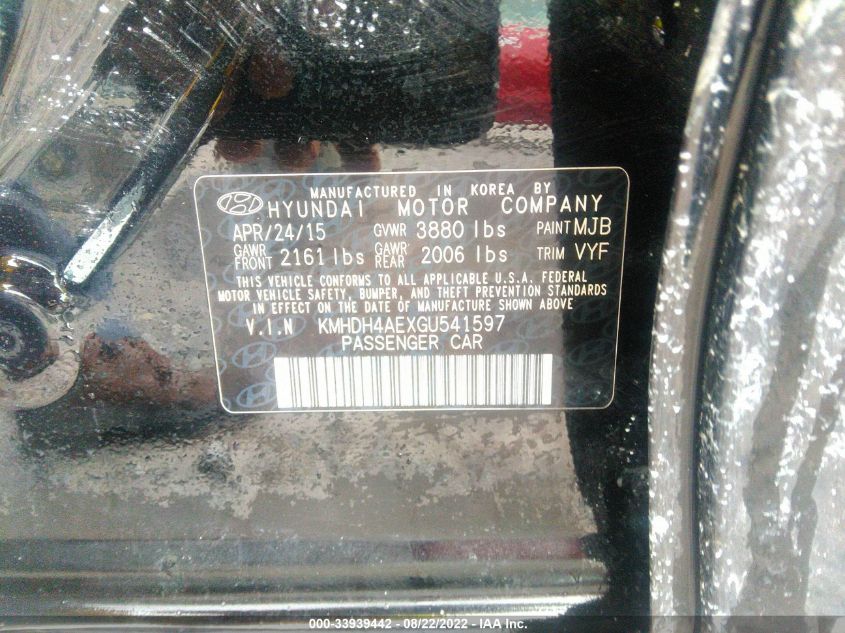 MANUFACTURED IN KOREA BY
HYUNDAI MOTOR COMPANY
APR/24/15 GVWR 3880 lbs PAINT MJB
GAWR FRONT 2161 lbs GAWR REAR 2006 lbs TRIM VYF
THIS VEHICLE CONFORMS TO ALL APPLICABLE U.S.A. FEDERAL
MOTOR VEHICLE SAFETY, BUMPER, AND THEFT PREVENTION STANDARDS
IN EFFECT ON THE DATE OF MANUFACTURE SHOWN ABOVE
V.I.N KMHDH4AEXGU541597
PASSENGER CAR
000-33939442 - 08/22/2022 - IAA Inc.